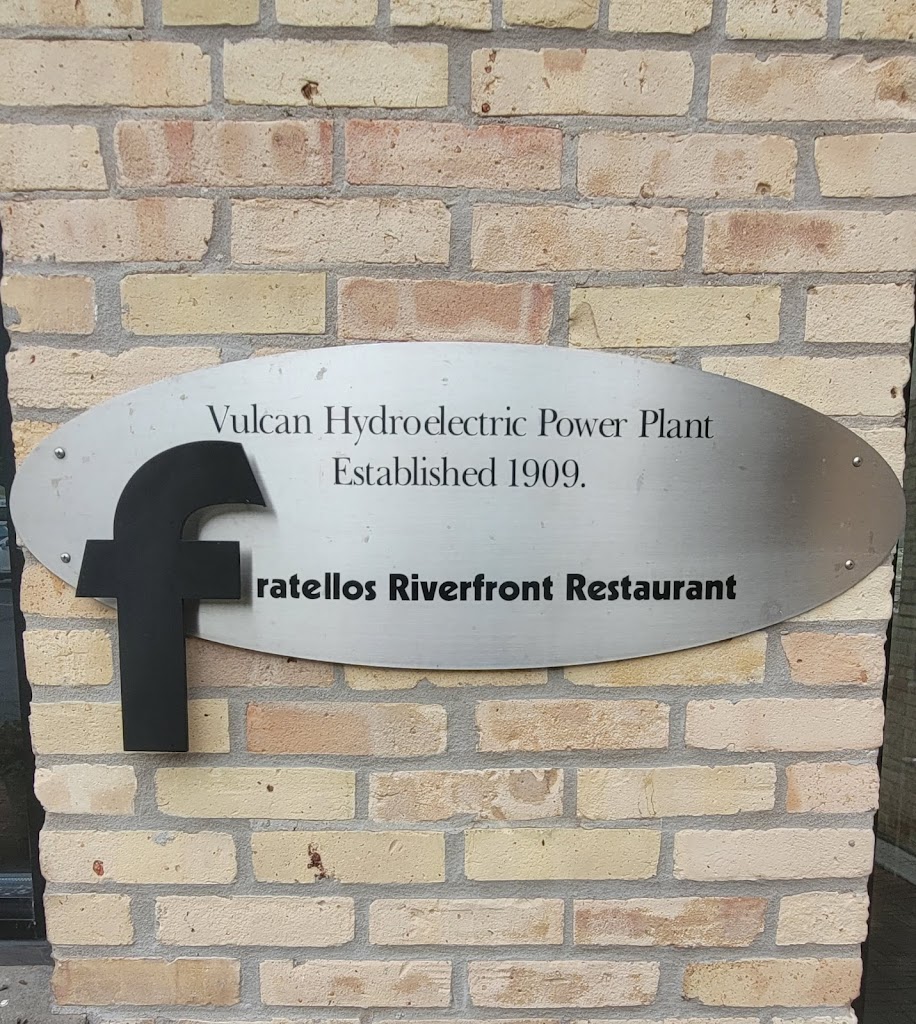 Vulcan Hydroelectric Power Plant
Established 1909.
fratellos Riverfront Restaurant